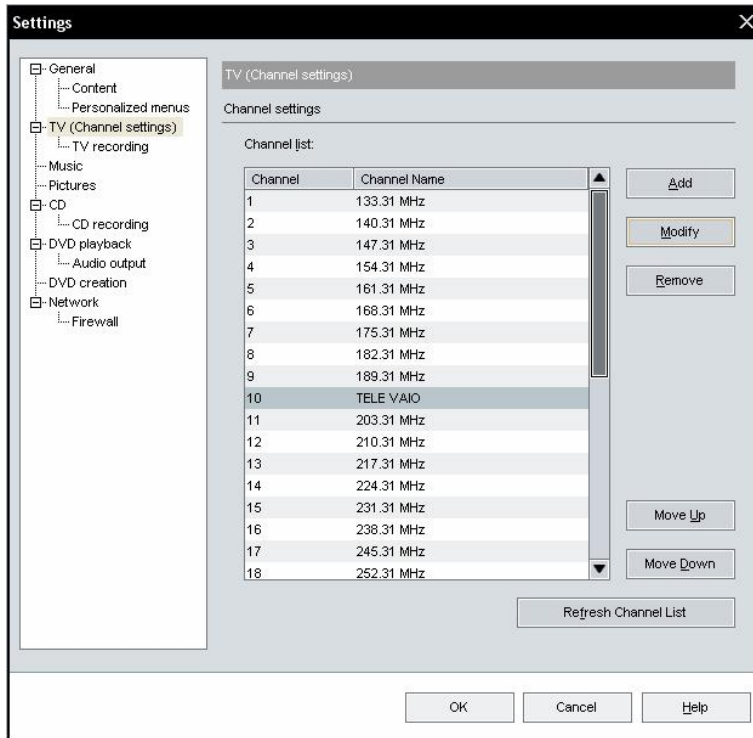 Settings
General
Content
Personalized menus
TV (Channel settings)
TV recording
Music
Pictures
CD
CD recording
DVD playback
Audio output
DVD creation
Network
Firewall
TV (Channel settings)
Channel settings
Channel list:
Channel Channel Name
1 133.31 MHz
2 140.31 MHz
3 147.31 MHz
4 154.31 MHz
5 161.31 MHz
6 168.31 MHz
7 175.31 MHz
8 182.31 MHz
9 189.31 MHz
10 TELE VAIO
11 203.31 MHz
12 210.31 MHz
13 217.31 MHz
14 224.31 MHz
15 231.31 MHz
16 238.31 MHz
17 245.31 MHz
18 252.31 MHz
Add
Modify
Remove
Move Up
Move Down
Refresh Channel List
OK Cancel Help